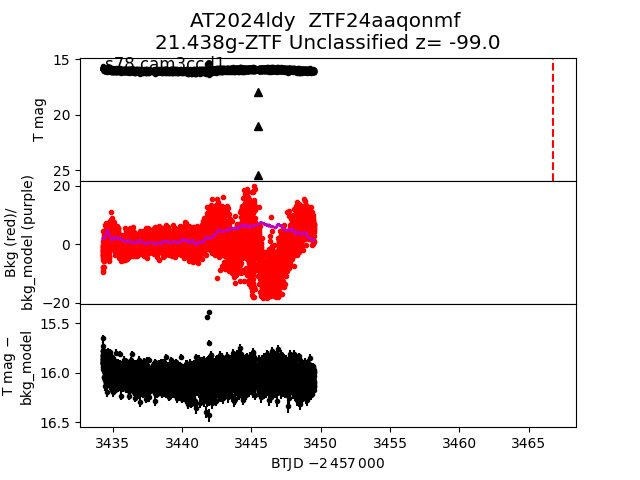 AT2024ldy  ZTF24aaqonmf
21.438g-ZTF Unclassified z= -99.0
s78 cam3ccd1
T mag
15
20
25
Bkg (red)/
bkg_model (purple)
20
0
−20
T mag −
bkg_model
15.5
16.0
16.5
3435 3440 3445 3450 3455 3460 3465
BTJD −2 457 000